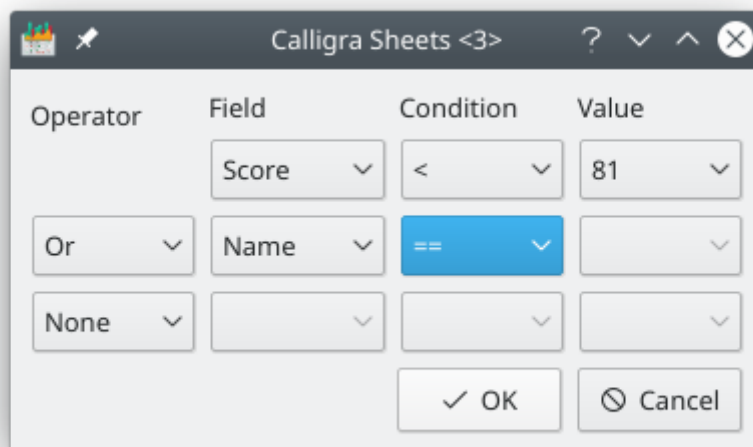 Calligra Sheets <3>
Operator Field Condition Value
Score < 81
Or Name ==
None
OK Cancel